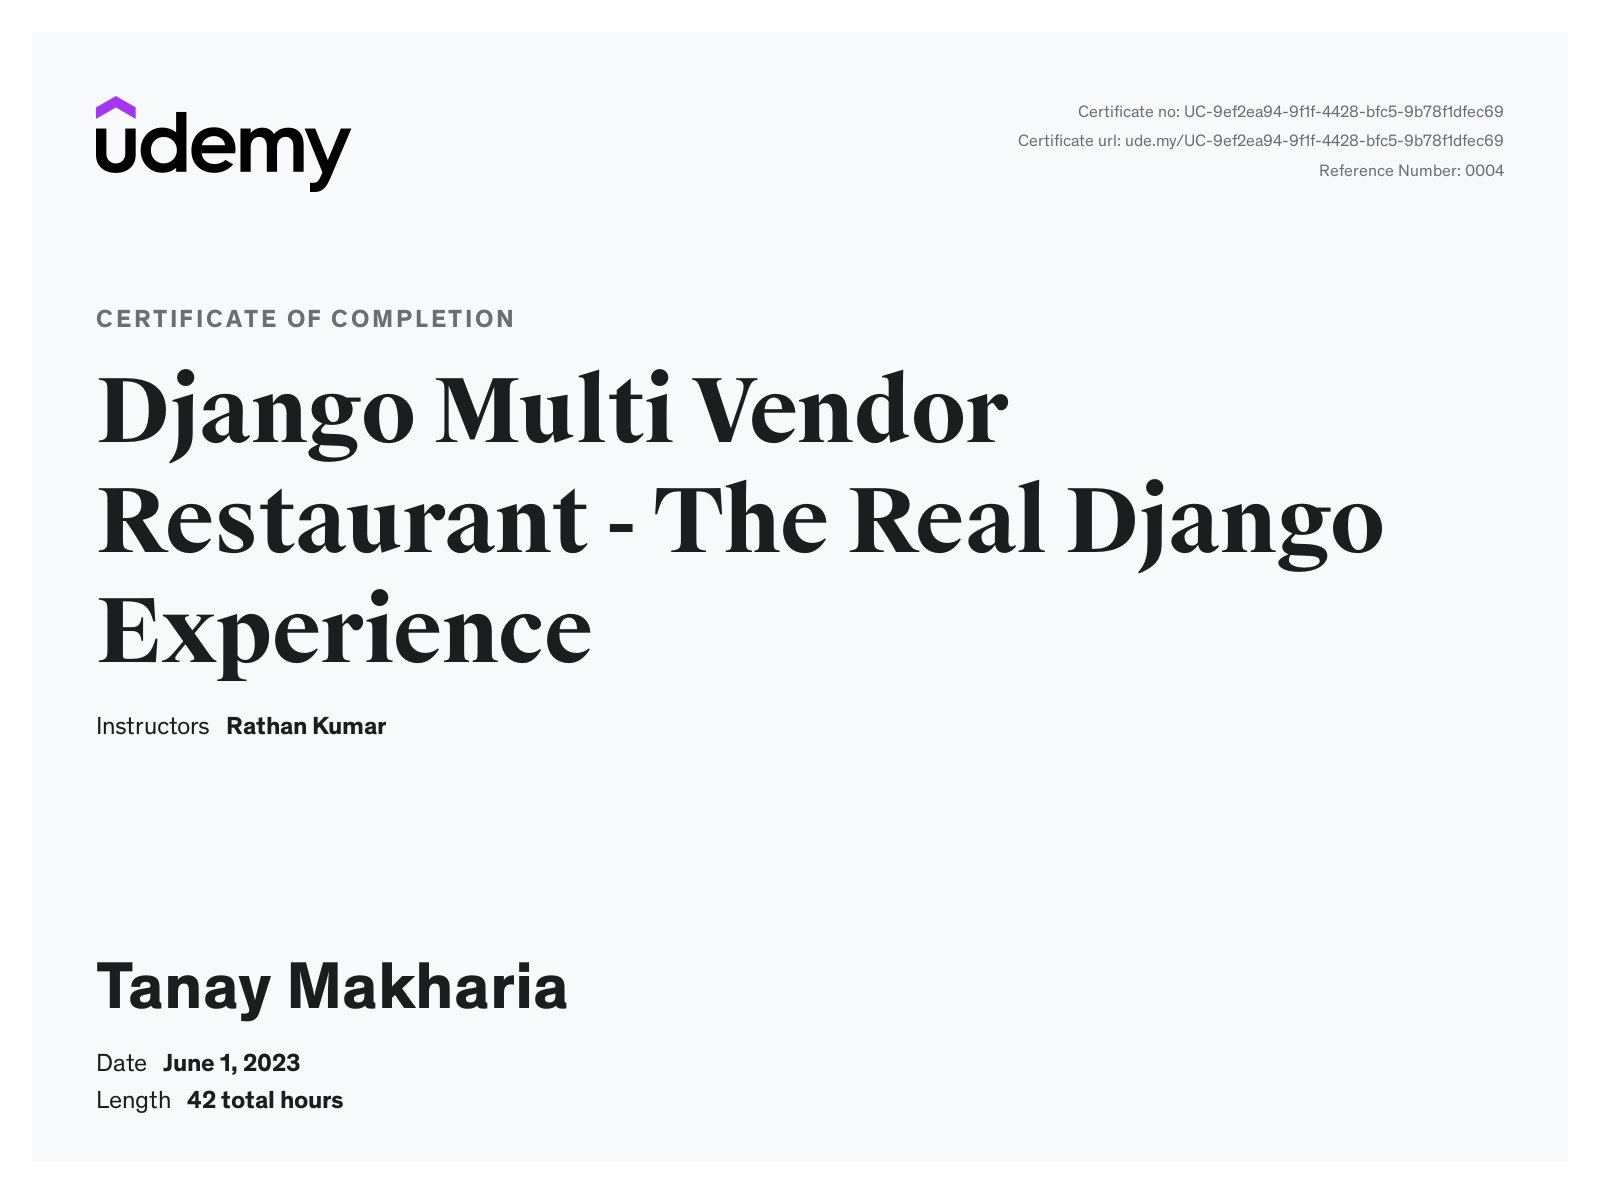 udemy
Certificate no: UC-9ef2ea94-9f1f-4428-bfc5-9b78f1dfec69
Certificate url: ude.my/UC-9ef2ea94-9f1f-4428-bfc5-9b78f1dfec69
Reference Number: 0004
CERTIFICATE OF COMPLETION
Django Multi Vendor
Restaurant - The Real Django
Experience
Instructors Rathan Kumar
Tanay Makharia
Date June 1, 2023
Length 42 total hours